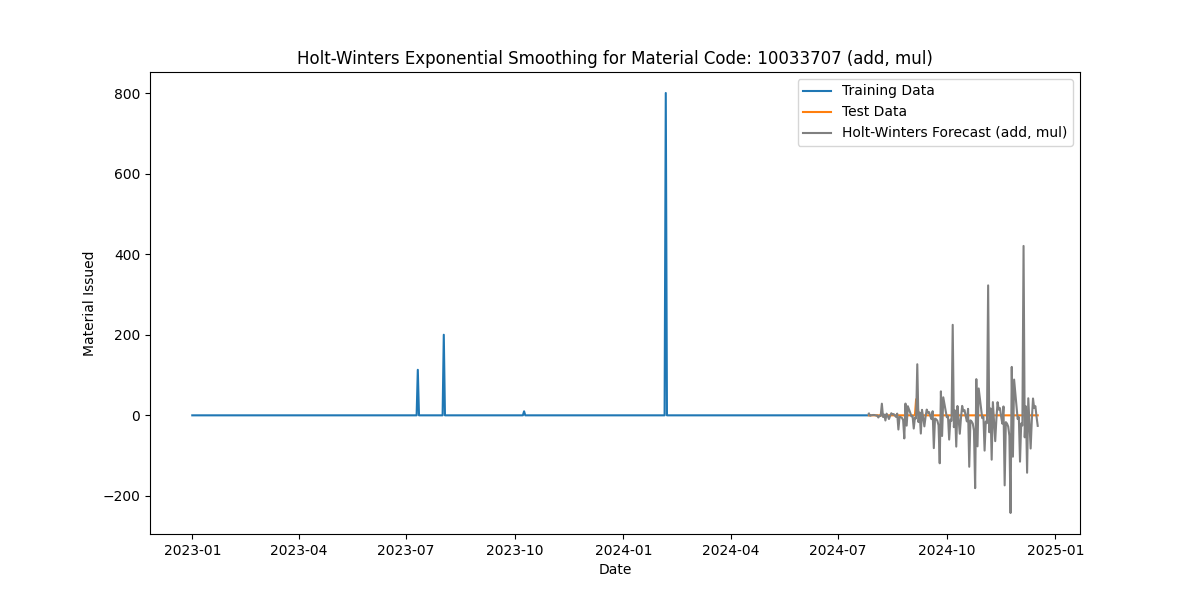 Holt-Winters Exponential Smoothing for Material Code: 10033707 (add, mul)
Training Data
Test Data
Holt-Winters Forecast (add, mul)
Material Issued
800
600
400
200
0
−200
2023-01 2023-04 2023-07 2023-10 2024-01 2024-04 2024-07 2024-10 2025-01
Date